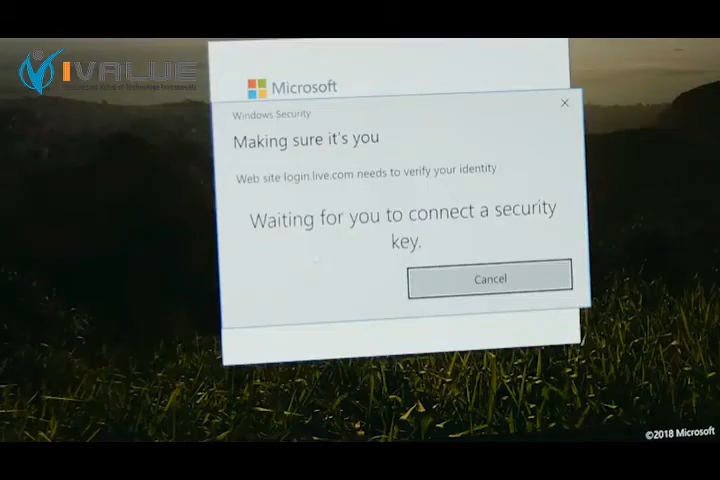 IVALUE
Microsoft
Windows Security
Making sure it's you
Web site login.live.com needs to verify your identity
Waiting for you to connect a security
key.
Cancel
©2018 Microsoft